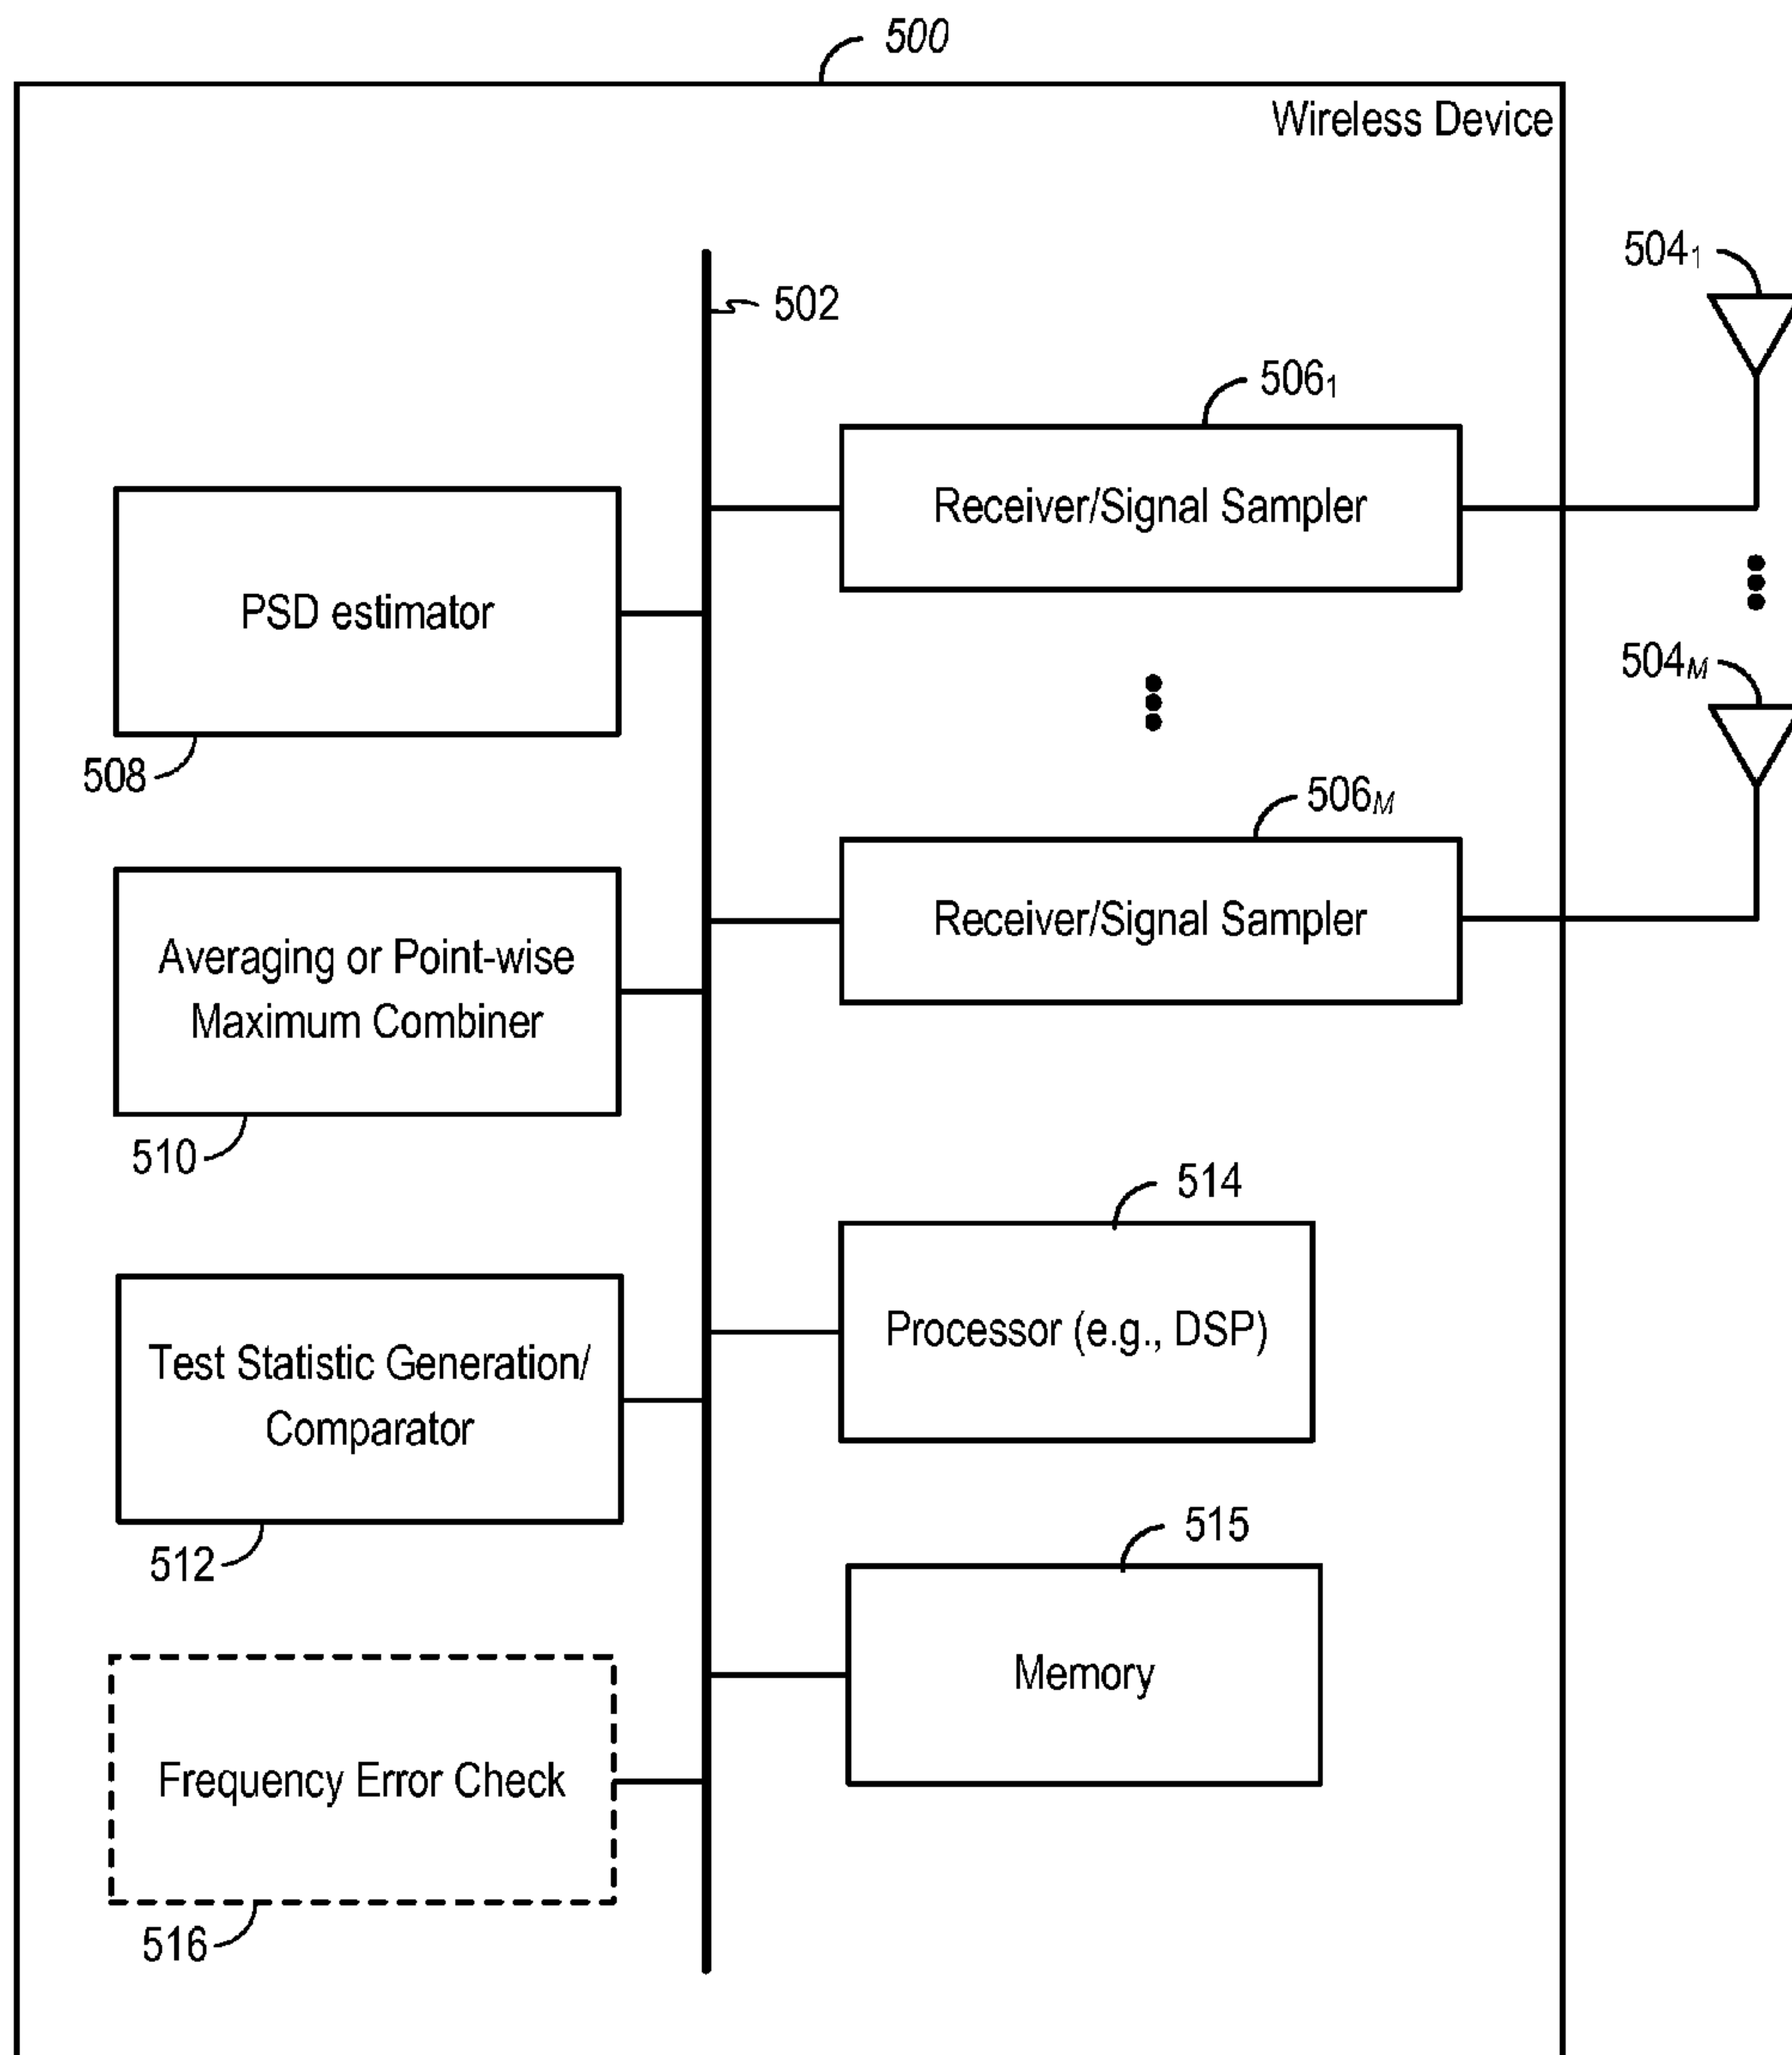 500
Wireless Device
504₁
502
506₁
Receiver/Signal Sampler
PSD estimator
504M
508
506M
Receiver/Signal Sampler
Averaging or Point-wise
Maximum Combiner
510
514
Processor (e.g., DSP)
Test Statistic Generation/
Comparator
515
512
Memory
Frequency Error Check
516